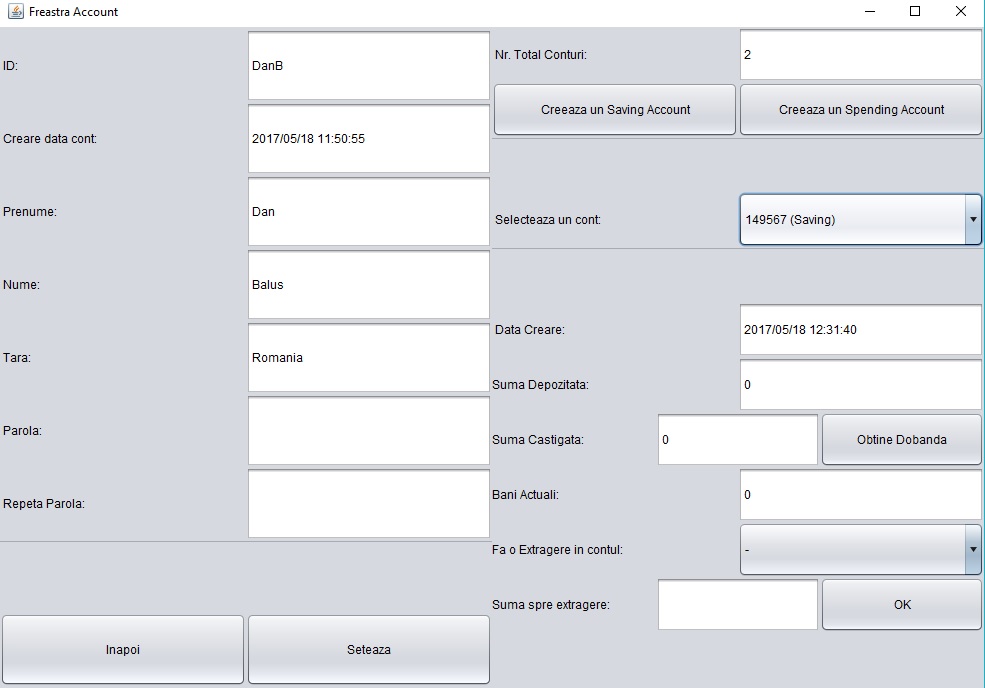 Freastra Account
ID: DanB
Creare data cont: 2017/05/18 11:50:55
Prenume: Dan
Nume: Balus
Tara: Romania
Parola:
Repeta Parola:
Inapoi Seteaza
Nr. Total Conturi: 2
Creeaza un Saving Account Creeaza un Spending Account
Selecteaza un cont: 149567 (Saving)
Data Creare: 2017/05/18 12:31:40
Suma Depozitata: 0
Suma Castigata: 0 Obtine Dobanda
Bani Actuali: 0
Fa o Extragere in contul: -
Suma spre extragere: OK